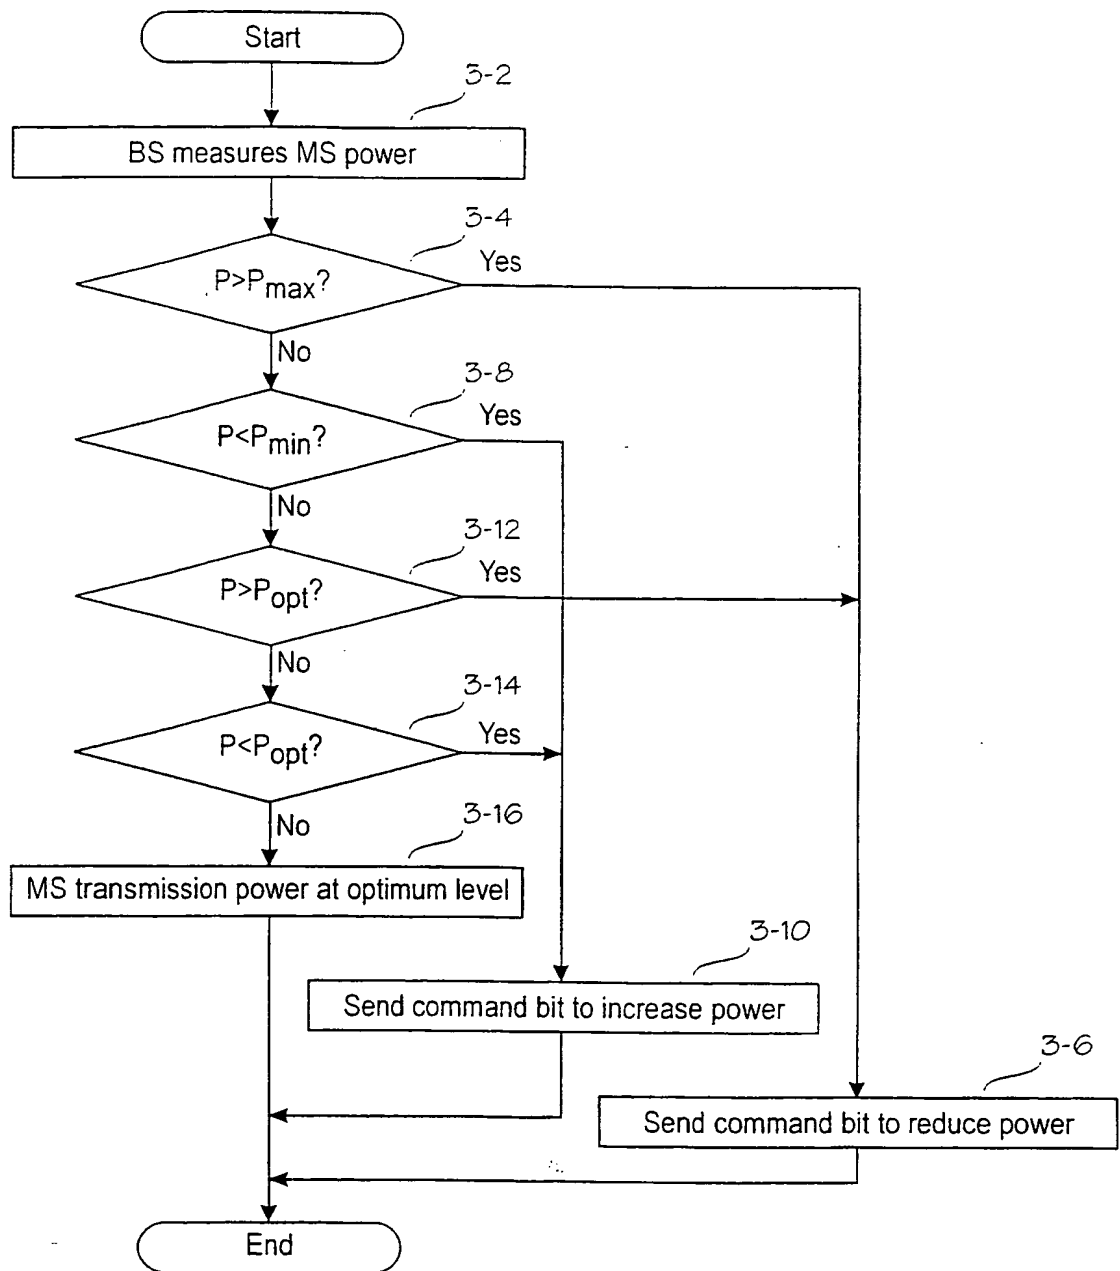 Start
3-2
BS measures MS power
3-4
P>Pmax?
Yes
No
3-8
P<Pmin?
Yes
No
3-12
P>Popt?
Yes
No
3-14
P<Popt?
Yes
No
3-16
MS transmission power at optimum level
3-10
Send command bit to increase power
3-6
Send command bit to reduce power
End